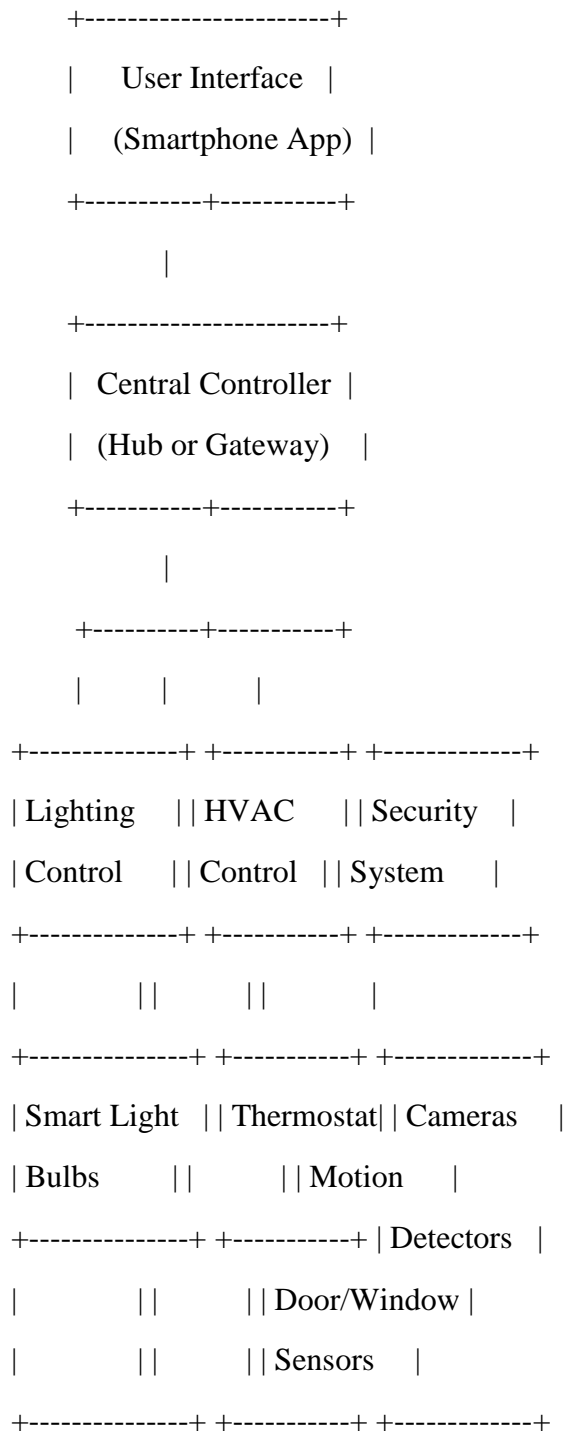 +-----------------------+
| User Interface |
| (Smartphone App) |
+-----------+-----------+
|
+-----------------------+
| Central Controller |
| (Hub or Gateway) |
+-----------+-----------+
|
+----------+-----------+
| | |
+--------------+ +-----------+ +-------------+
| Lighting || HVAC || Security |
| Control || Control || System |
+--------------+ +-----------+ +-------------+
| || || |
+---------------+ +-----------+ +-------------+
| Smart Light || Thermostat|| Cameras |
| Bulbs || || Motion |
+---------------+ +-----------+ | Detectors |
| || || Door/Window |
| || || Sensors |
+---------------+ +-----------+ +-------------+